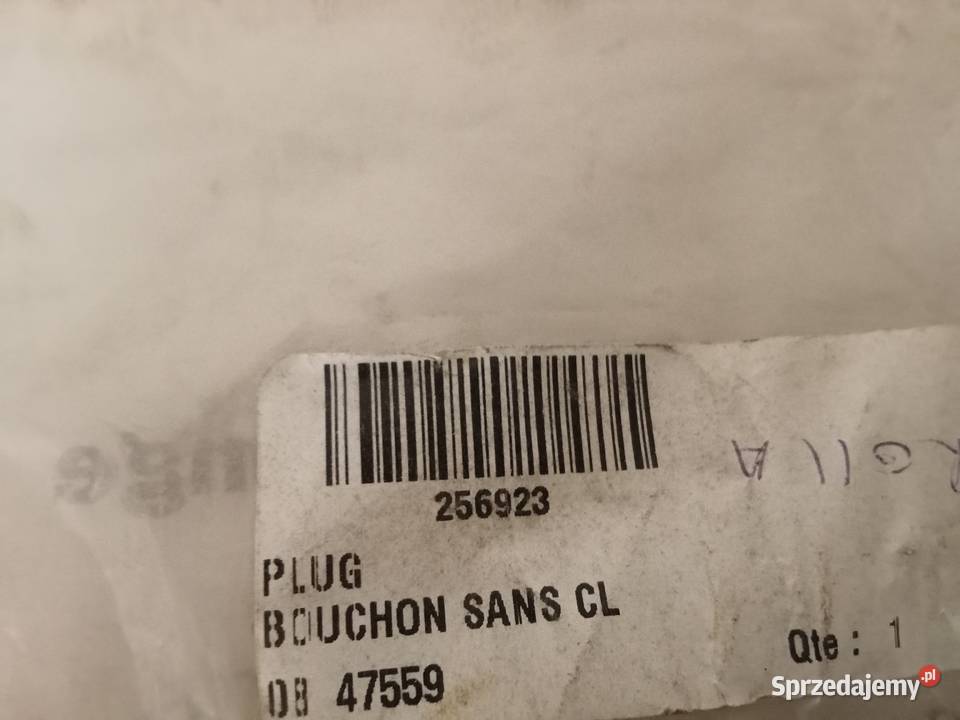 256923
PLUG
BOUCHON SANS CL
Qte : 1
08 47559
Sprzedajemy.pl